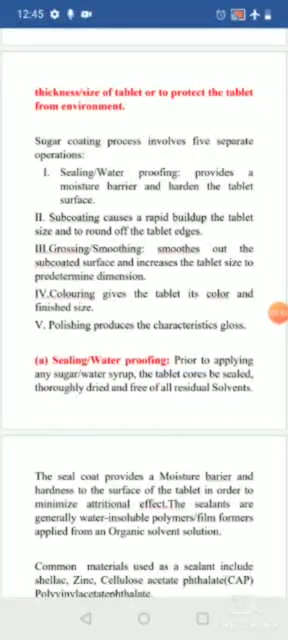 12:45
thickness/size of tablet or to protect the tablet
from environment.
Sugar coating process involves five separate
operations:
I. Sealing/Water proofing: provides a
moisture barrier and harden the tablet
surface.
II. Subcoating causes a rapid buildup the tablet
size and to round off the tablet edges.
III.Grossing/Smoothing: smoothes out the
subcoated surface and increases the tablet size to
predetermine dimension.
IV.Colouring gives the tablet its color and
finished size.
V. Polishing produces the characteristics gloss.
(a) Sealing/Water proofing: Prior to applying
any sugar/water syrup, the tablet cores be sealed,
thoroughly dried and free of all residual Solvents.
The seal coat provides a Moisture barier and
hardness to the surface of the tablet in order to
minimize attritional effect.The sealants are
generally water-insoluble polymers/film formers
applied from an Organic solvent solution.
Common materials used as a sealant include
shellac, Zinc, Cellulose acetate phthalate(CAP)
Polyvinylacetatephthalate